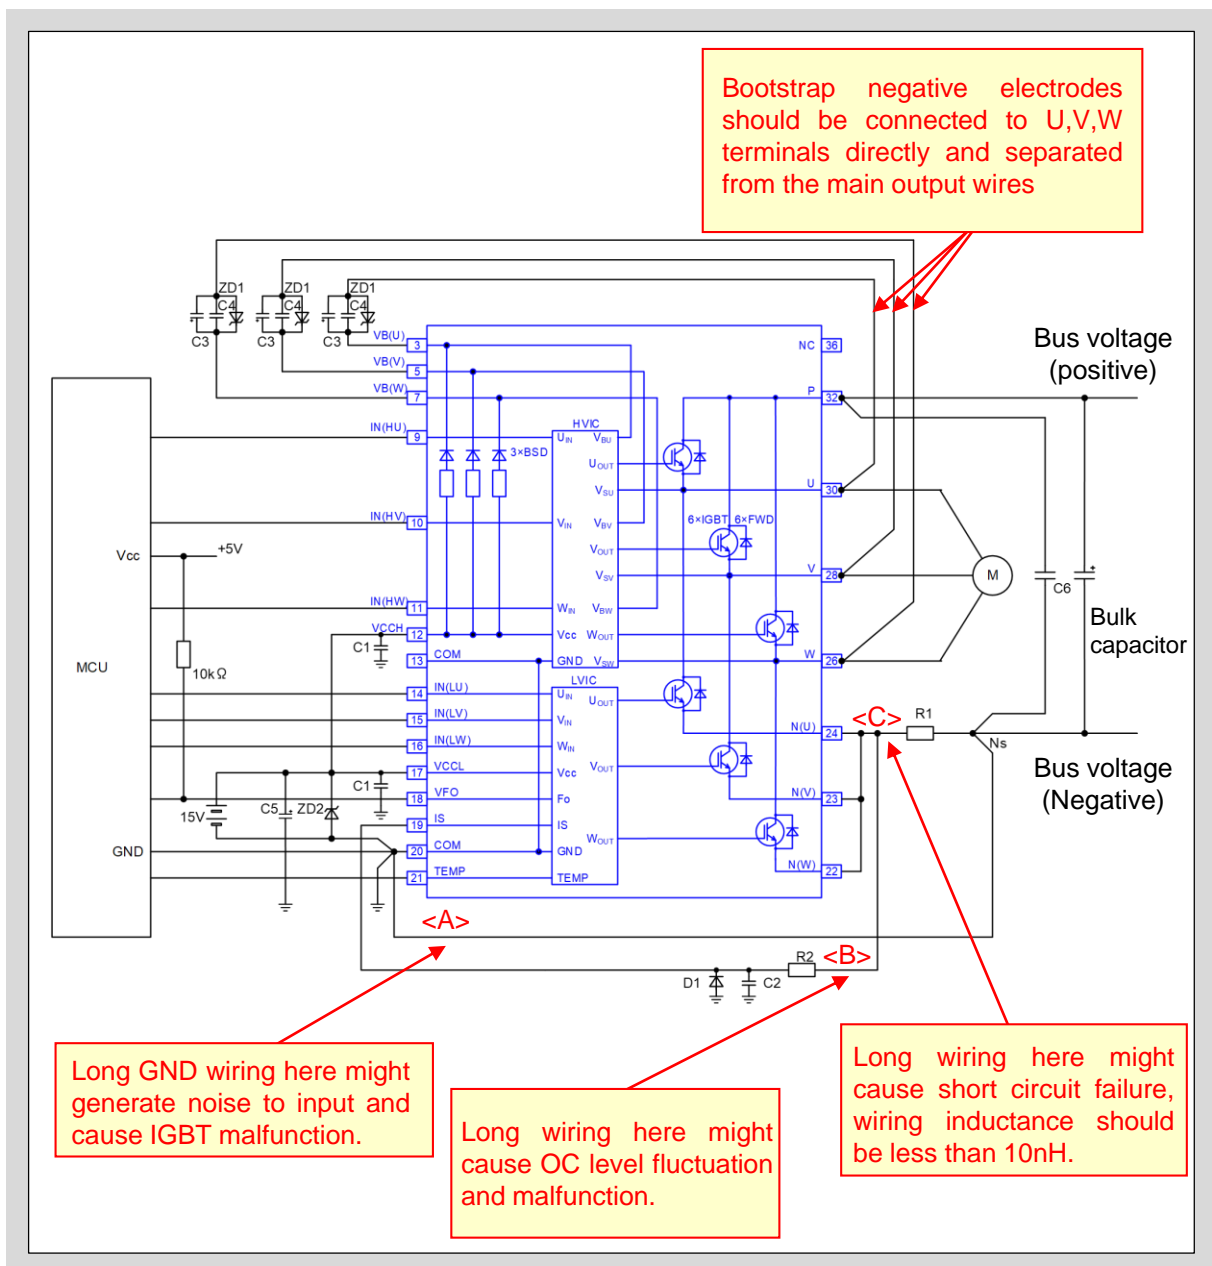 Bootstrap negative electrodes
should be connected to U,V,W
terminals directly and separated
from the main output wires
ZD1
ZD1
ZD1
C4
C4
C4
C3
C3
C3
VB(U)
3
VB(V)
5
VB(W)
7
NC
36
Bus voltage
(positive)
P
32
IN(HU)
9
HVIC
UIN
VBU
3×BSD
UOUT
VSU
U
30
IN(HV)
10
VIN
VBV
6×IGBT
6×FWD
VOUT
Vcc
+5V
VSV
V
28
M
C6
IN(HW)
11
WIN
VBW
Bulk
capacitor
VCCH
12
Vcc
WOUT
C1
COM
13
GND
VSW
W
26
MCU
10kΩ
LVIC
IN(LU)
14
UIN
UOUT
IN(LV)
15
VIN
<C>
R1
N(U)
24
IN(LW)
16
WIN
Ns
VCCL
17
Vcc
VOUT
Bus voltage
(Negative)
C1
VFO
18
Fo
N(V)
23
15V
C5
ZD2
IS
19
IS
WOUT
GND
COM
20
GND
N(W)
22
TEMP
21
TEMP
<A>
<B>
R2
D1
C2
Long GND wiring here might
generate noise to input and
cause IGBT malfunction.
Long wiring here might
cause OC level fluctuation
and malfunction.
Long wiring here might
cause short circuit failure,
wiring inductance should
be less than 10nH.